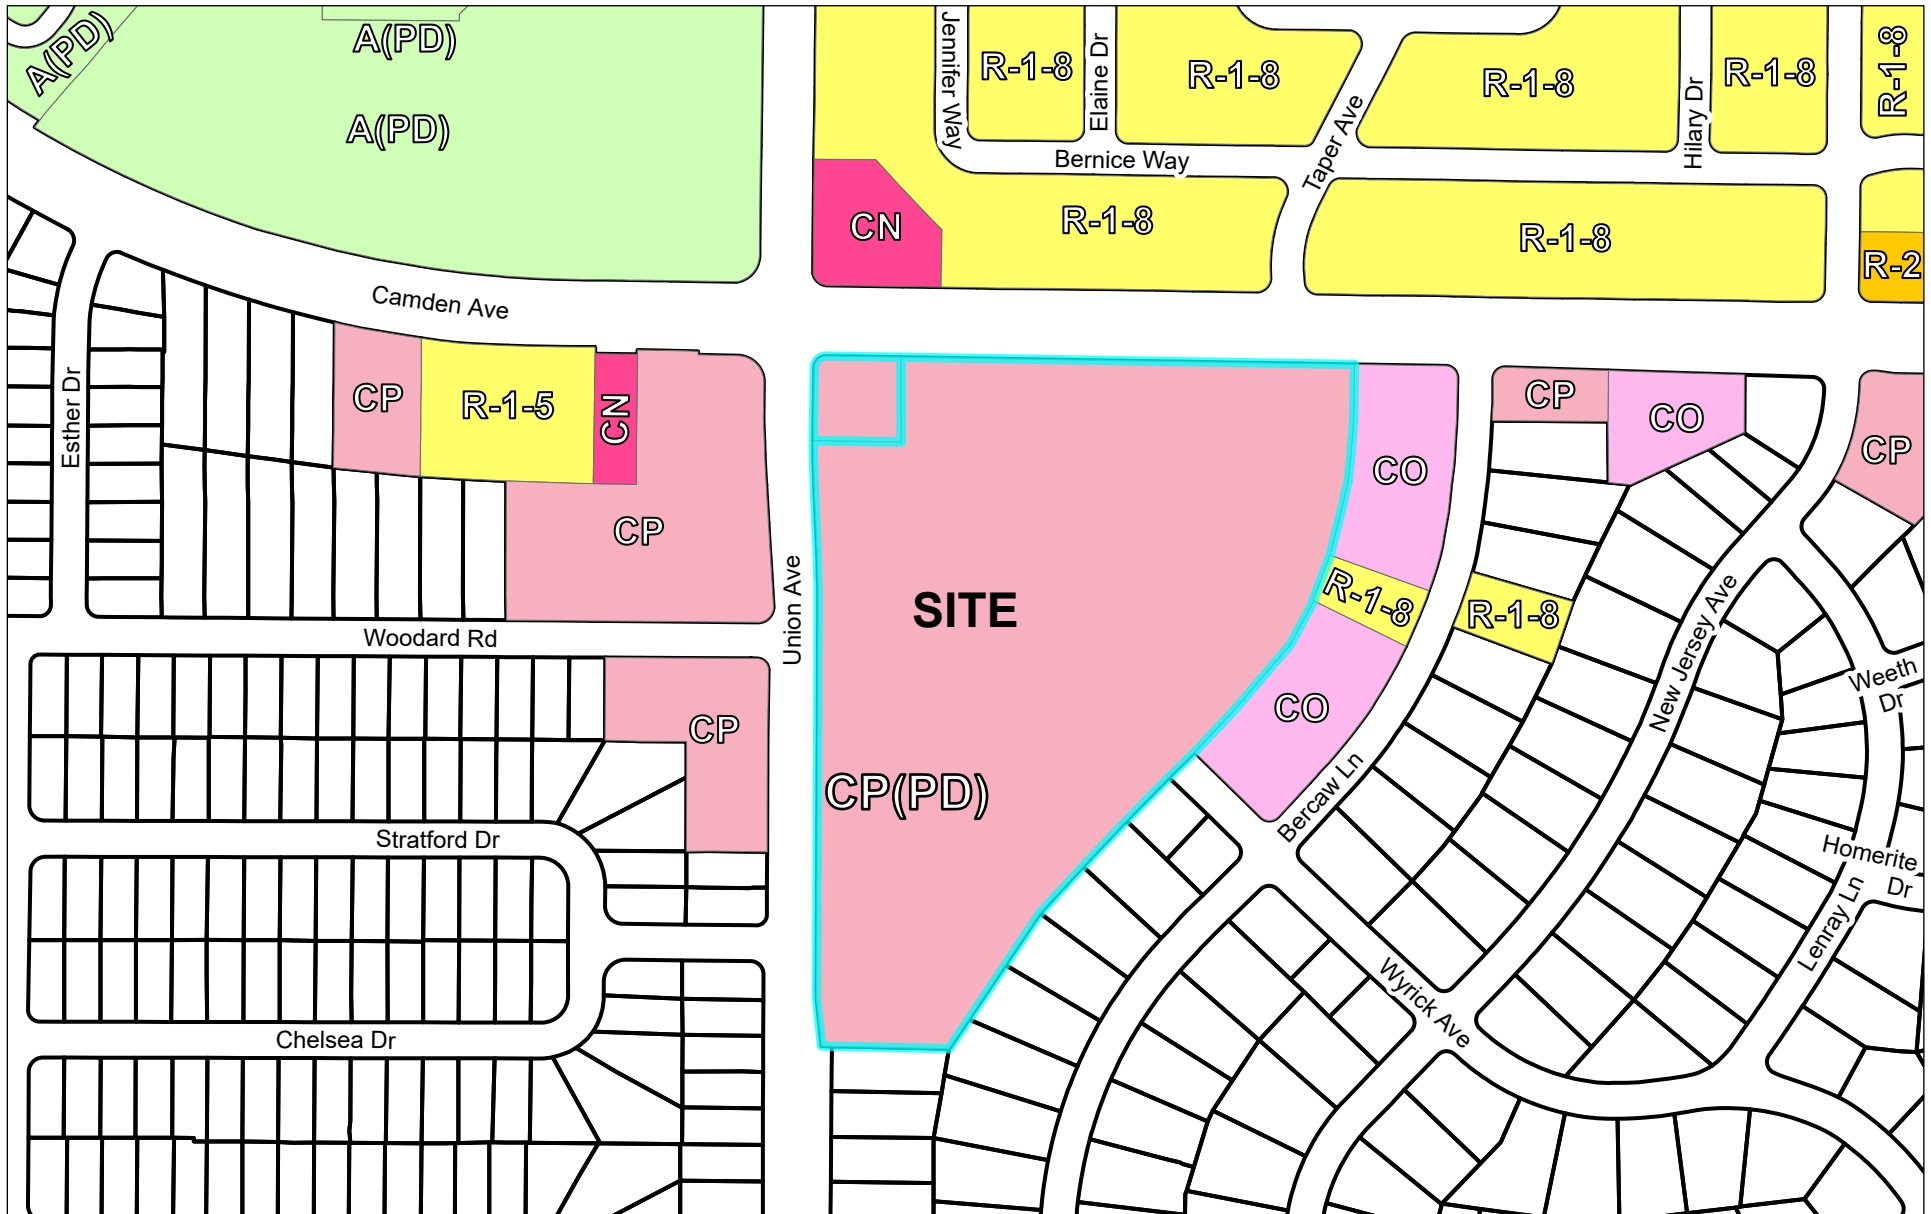 A(PD)
A(PD)
A(PD)
Jennifer Way
R-1-8
Elaine Dr
R-1-8
Taper Ave
R-1-8
Hilary Dr
R-1-8
R-1-8
Bernice Way
CN
R-1-8
R-1-8
R-2
Camden Ave
Esther Dr
CP
R-1-5
CN
CP
CO
CP
CO
CP
Union Ave
SITE
R-1-8
R-1-8
New Jersey Ave
Woodard Rd
Weeth
Dr
CP
CO
CP(PD)
Bercaw Ln
Stratford Dr
Homerite
Dr
Lenray Ln
Wyrick Ave
Chelsea Dr